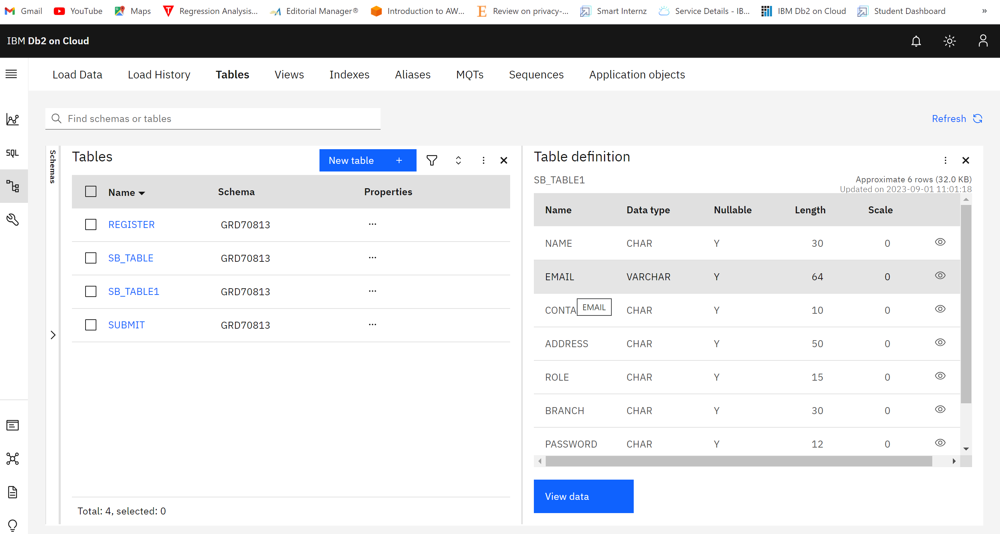 Gmail YouTube Maps Regression Analysis... Editorial Manager® Introduction to AW... Review on privacy-... Smart Internz Service Details - IB... IBM Db2 on Cloud Student Dashboard »
IBM Db2 on Cloud
Load Data Load History Tables Views Indexes Aliases MQTs Sequences Application objects
Find schemas or tables
Refresh
SQL
Schemas
Tables
New table +
Name Schema Properties
REGISTER GRD70813 ...
SB_TABLE GRD70813 ...
SB_TABLE1 GRD70813 ...
SUBMIT GRD70813 ...
Total: 4, selected: 0
Table definition
SB_TABLE1
Approximate 6 rows (32.0 KB)
Updated on 2023-09-01 11:01:18
Name Data type Nullable Length Scale
NAME CHAR Y 30 0
EMAIL VARCHAR Y 64 0
EMAIL
CONTA CHAR Y 10 0
ADDRESS CHAR Y 50 0
ROLE CHAR Y 15 0
BRANCH CHAR Y 30 0
PASSWORD CHAR Y 12 0
View data